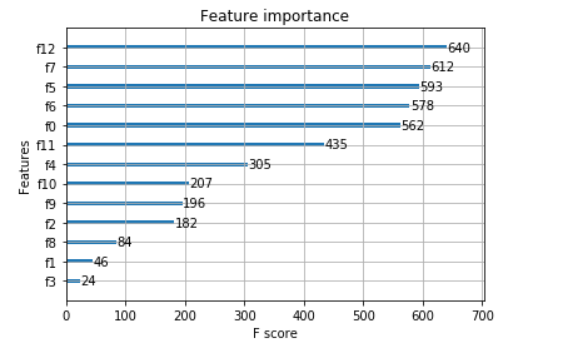 Feature importance
f12 640
f7 612
f5 593
f6 578
f0 562
f11 435
f4 305
f10 207
f9 196
f2 182
f8 84
f1 46
f3 24
Features
0 100 200 300 400 500 600 700
F score